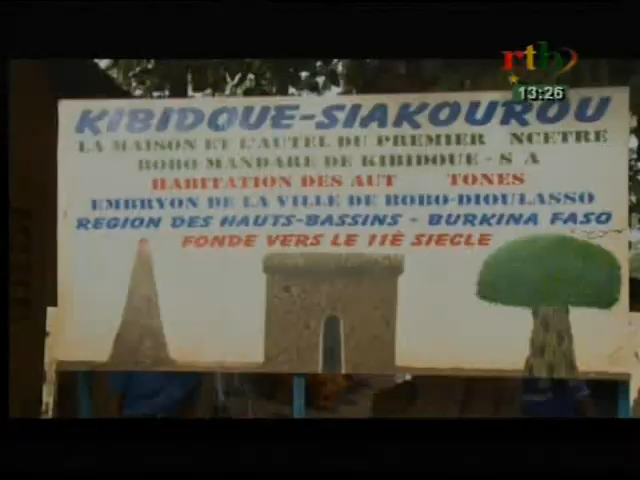 rtb
13:26
KIBIDOUE-SIAKOUROU
LA MAISON ET L'AUTEL DU PREMIER NCETRE
BOBO MANDARE DE KIBIDOUE - S A
HABITATION DES AUT TONES
EMBRYON DE LA VILLE DE BOBO-DIOULASSO
REGION DES HAUTS-BASSINS - BURKINA FASO
FONDE VERS LE 11È SIECLE